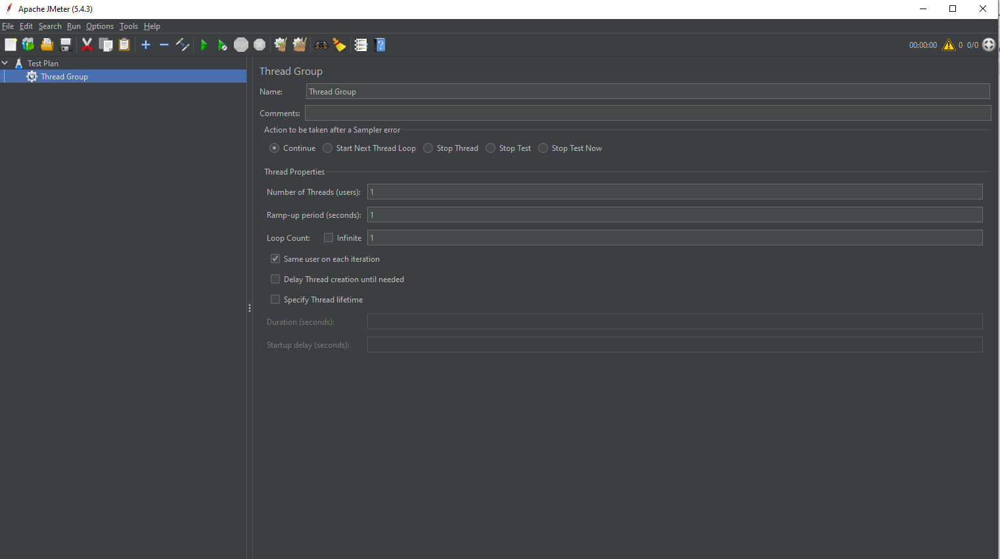 Apache JMeter (5.4.3)
File Edit Search Run Options Tools Help
00:00:00 0 0/0
Test Plan
Thread Group
Thread Group
Name: Thread Group
Comments:
Action to be taken after a Sampler error
Continue Start Next Thread Loop Stop Thread Stop Test Stop Test Now
Thread Properties
Number of Threads (users): 1
Ramp-up period (seconds): 1
Loop Count: Infinite 1
Same user on each iteration
Delay Thread creation until needed
Specify Thread lifetime
Duration (seconds):
Startup delay (seconds):